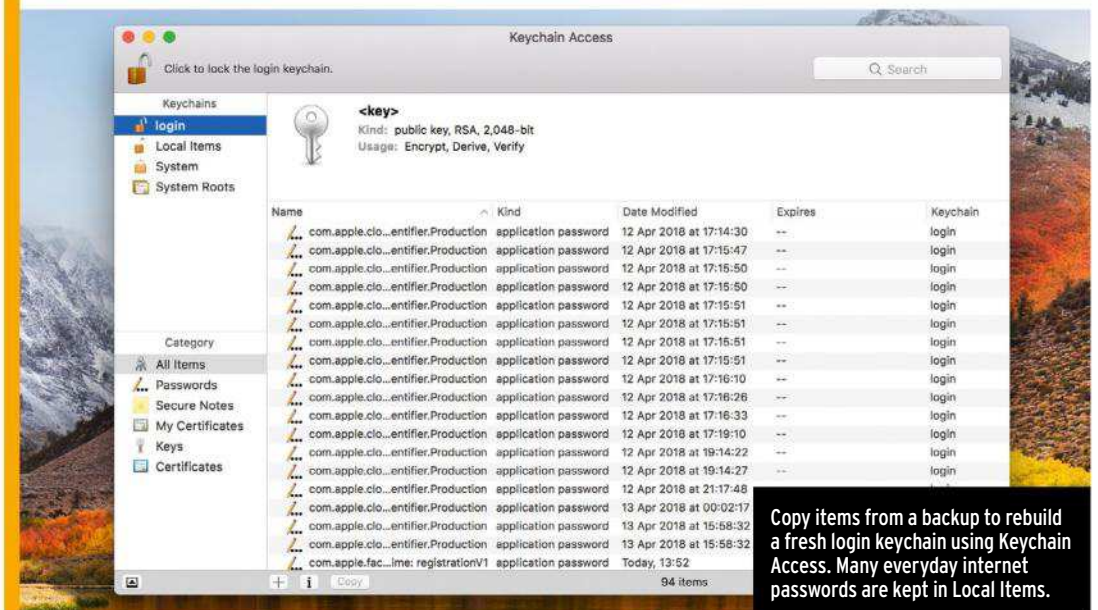 Keychain Access
Click to lock the login keychain.
Search
Keychains
login
Local Items
System
System Roots
<key>
Kind: public key, RSA, 2,048-bit
Usage: Encrypt, Derive, Verify
Name Kind Date Modified Expires Keychain
com.apple.clo...entifier.Production application password 12 Apr 2018 at 17:14:30 -- login
com.apple.clo...entifier.Production application password 12 Apr 2018 at 17:15:47 -- login
com.apple.clo...entifier.Production application password 12 Apr 2018 at 17:15:50 -- login
com.apple.clo...entifier.Production application password 12 Apr 2018 at 17:15:50 -- login
com.apple.clo...entifier.Production application password 12 Apr 2018 at 17:15:51 -- login
com.apple.clo...entifier.Production application password 12 Apr 2018 at 17:15:51 -- login
com.apple.clo...entifier.Production application password 12 Apr 2018 at 17:15:51 -- login
com.apple.clo...entifier.Production application password 12 Apr 2018 at 17:15:51 -- login
com.apple.clo...entifier.Production application password 12 Apr 2018 at 17:16:10 -- login
com.apple.clo...entifier.Production application password 12 Apr 2018 at 17:16:26 -- login
com.apple.clo...entifier.Production application password 12 Apr 2018 at 17:16:33 -- login
com.apple.clo...entifier.Production application password 12 Apr 2018 at 17:19:10 -- login
com.apple.clo...entifier.Production application password 12 Apr 2018 at 19:14:22 -- login
com.apple.clo...entifier.Production application password 12 Apr 2018 at 19:14:27 -- login
com.apple.clo...entifier.Production application password 12 Apr 2018 at 21:17:48
com.apple.clo...entifier.Production application password 13 Apr 2018 at 00:02:17
com.apple.clo...entifier.Production application password 13 Apr 2018 at 15:58:32
com.apple.clo...entifier.Production application password 13 Apr 2018 at 15:58:32
com.apple.fac...ime: registrationV1 application password Today, 13:52
Category
All Items
Passwords
Secure Notes
My Certificates
Keys
Certificates
Copy
94 items
Copy items from a backup to rebuild
a fresh login keychain using Keychain
Access. Many everyday internet
passwords are kept in Local Items.